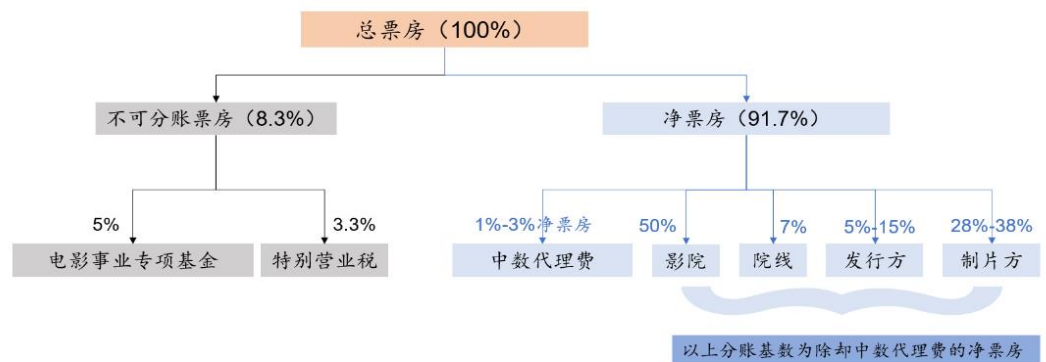 总票房（100%）
不可分账票房（8.3%）
净票房（91.7%）
5%
3.3%
1%-3%净票房
50%
7%
5%-15%
28%-38%
电影事业专项基金
特别营业税
中数代理费
影院
院线
发行方
制片方
以上分账基数为除却中数代理费的净票房